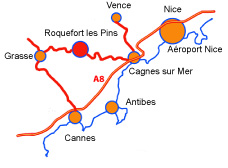 Vence
Nice
Roquefort les Pins
Aéroport Nice
Grasse
Cagnes sur Mer
A8
Antibes
Cannes